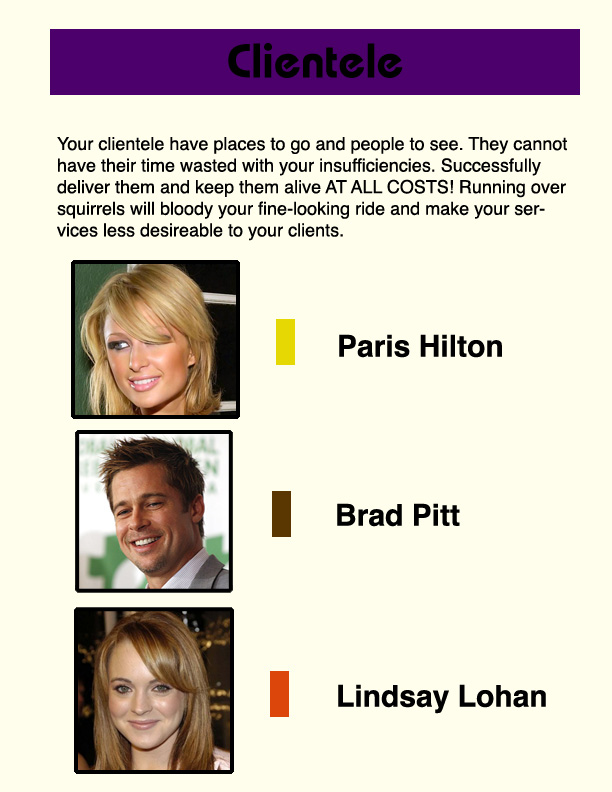 Clientele
Your clientele have places to go and people to see. They cannot
have their time wasted with your insufficiencies. Successfully
deliver them and keep them alive AT ALL COSTS! Running over
squirrels will bloody your fine-looking ride and make your ser-
vices less desireable to your clients.
Paris Hilton
Brad Pitt
Lindsay Lohan